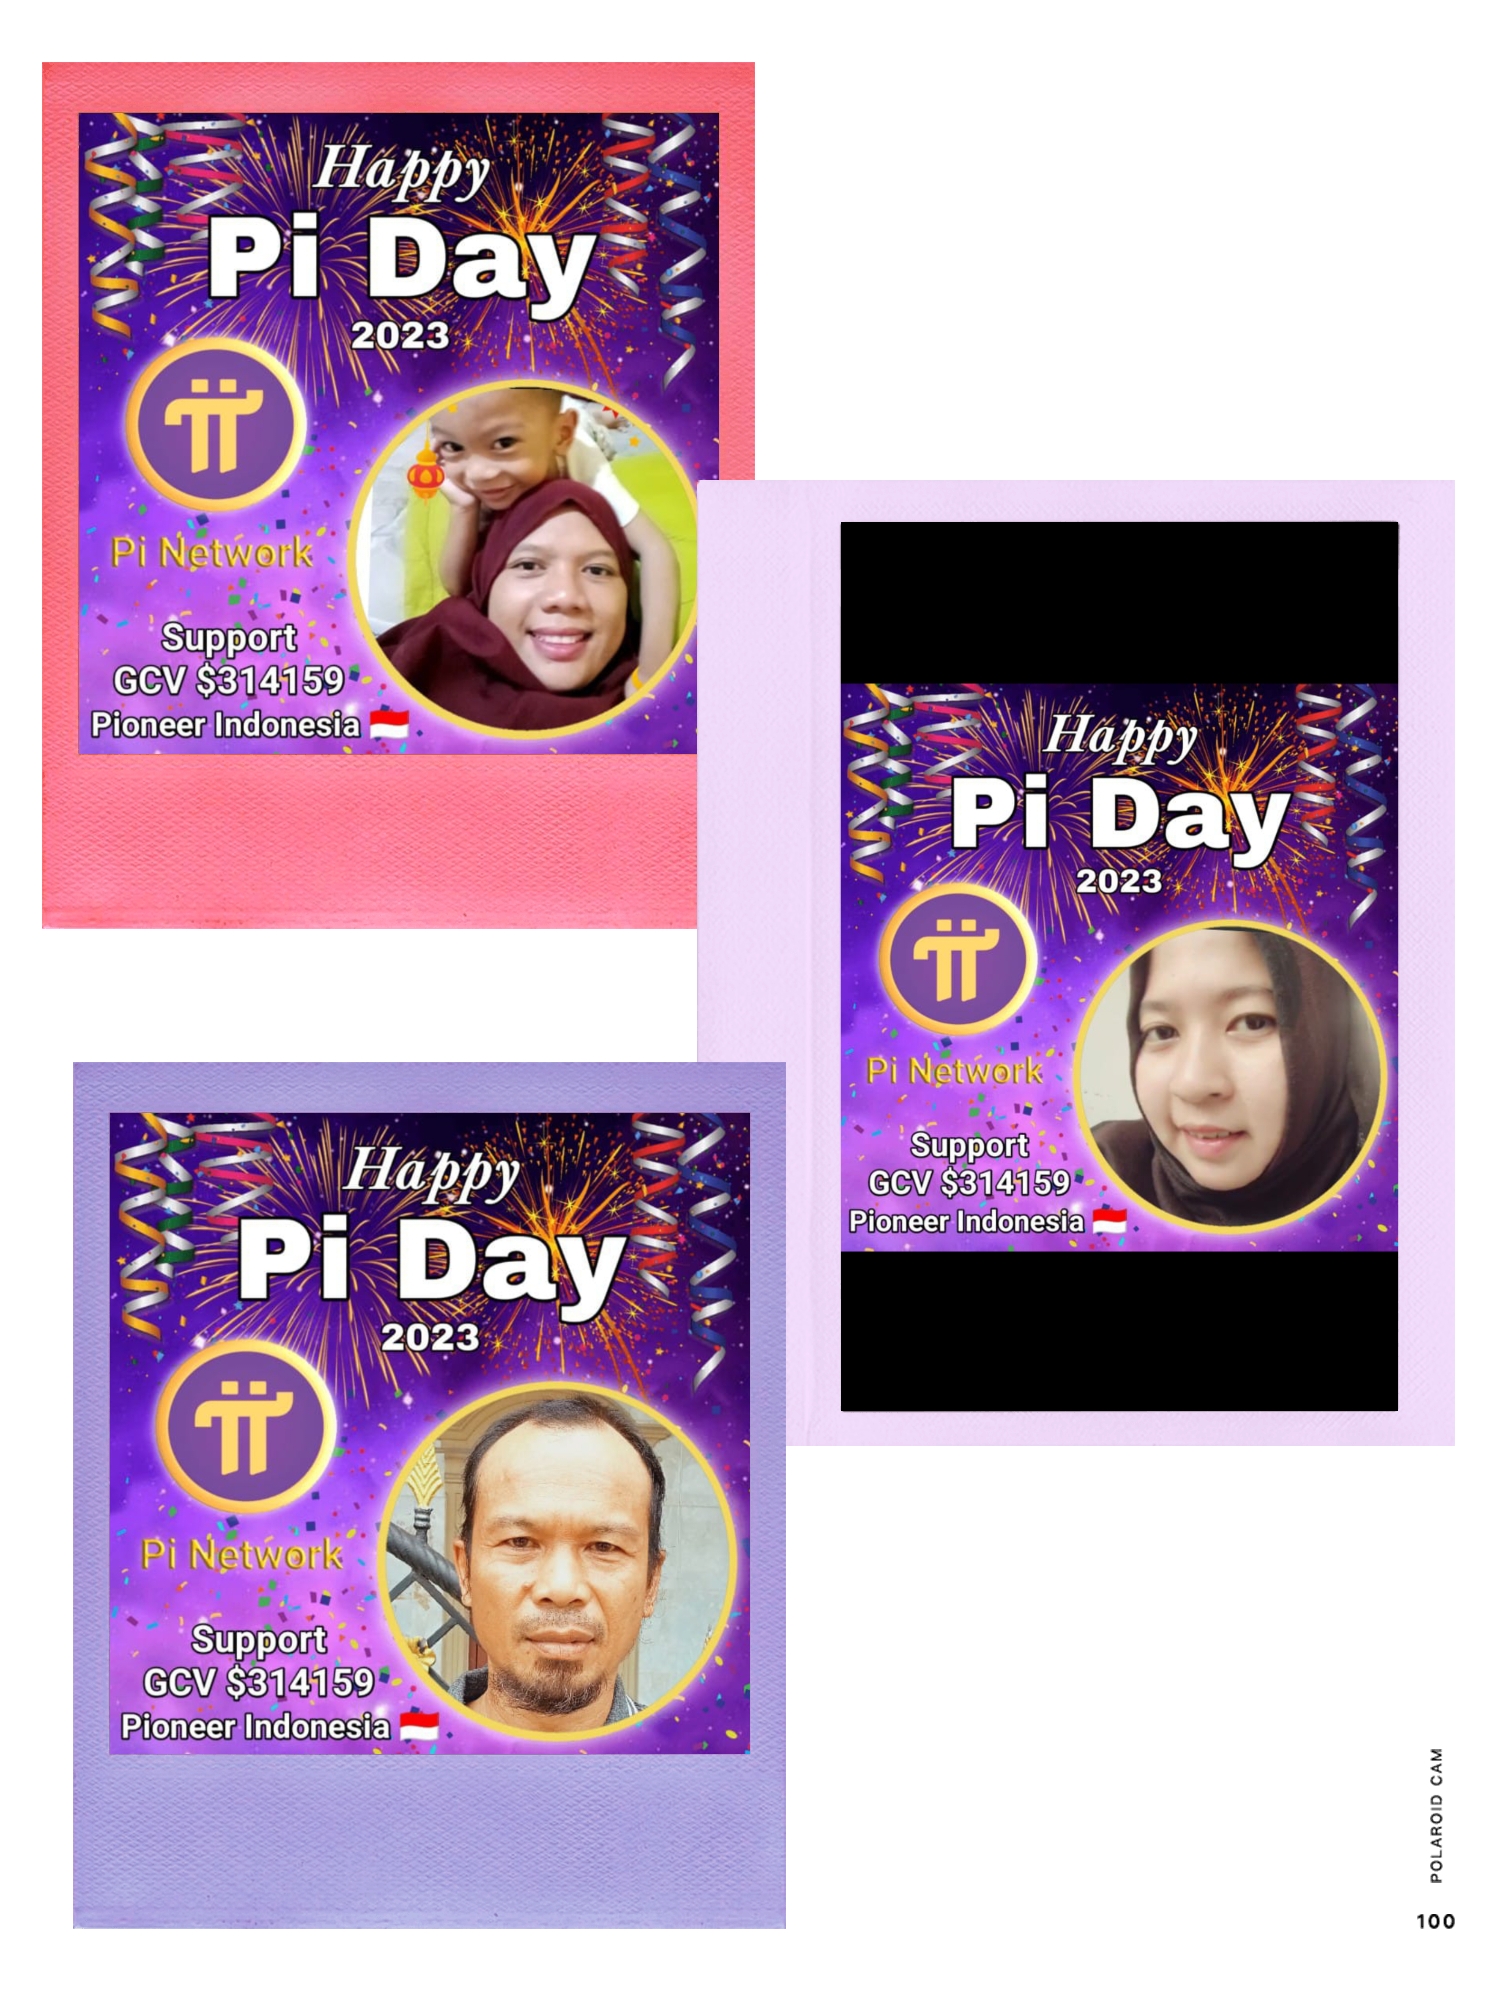 Happy
Pi Day
2023
Pi Network
Support
GCV $314159
Pioneer Indonesia
Happy
Pi Day
2023
Pi Network
Support
GCV $314159
Pioneer Indonesia
Happy
Pi Day
2023
Pi Network
Support
GCV $314159
Pioneer Indonesia
POLAROID CAM
100